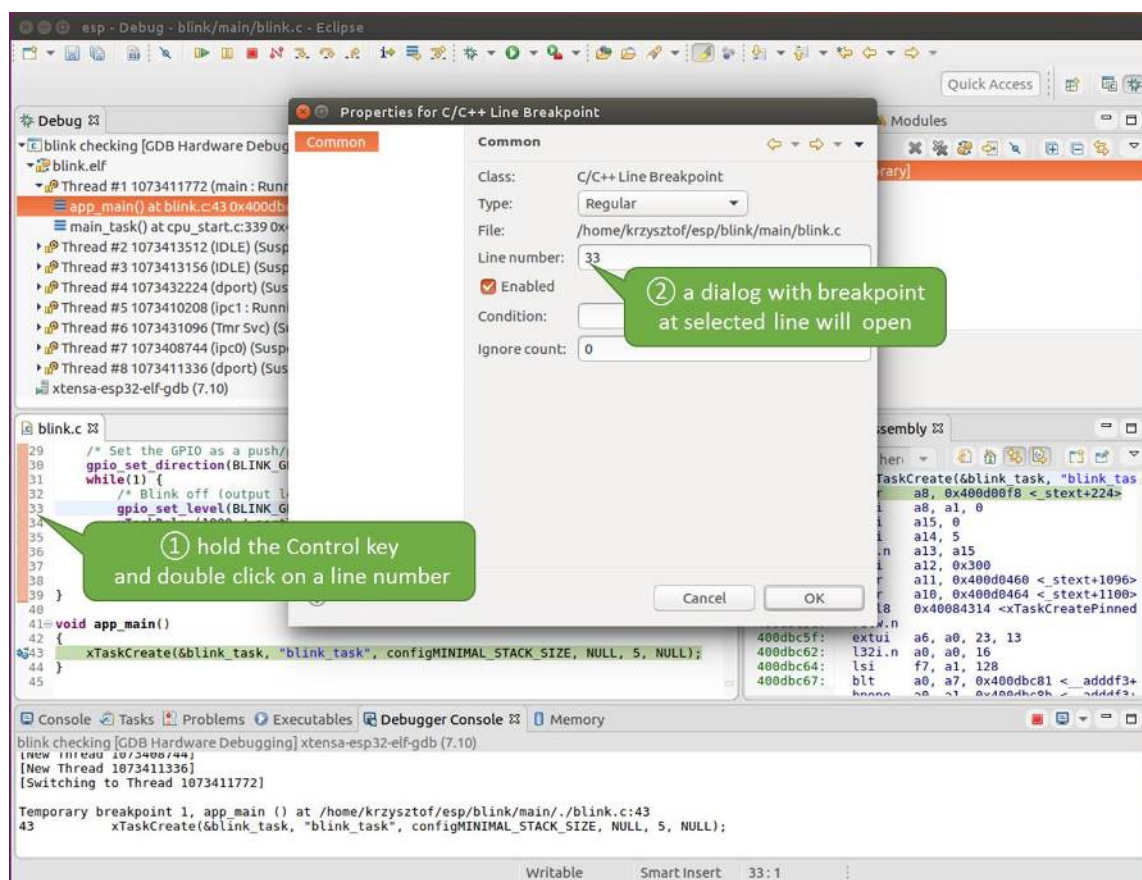 esp - Debug - blink/main/blink.c - Eclipse
Quick Access
Debug
blink checking [GDB Hardware Debug
blink.elf
Thread #1 1073411772 (main : Runn
app_main() at blink.c:43 0x400db
main_task() at cpu_start.c:339 0x4
Thread #2 1073413512 (IDLE) (Susp
Thread #3 1073413156 (IDLE) (Susp
Thread #4 1073432224 (dport) (Sus
Thread #5 1073410208 (ipc1 : Runni
Thread #6 1073431096 (Tmr Svc) (S
Thread #7 1073408744 (ipc0) (Susp
Thread #8 1073411336 (dport) (Sus
xtensa-esp32-elf-gdb (7.10)
Properties for C/C++ Line Breakpoint
Common
Common
Class: C/C++ Line Breakpoint
Type: Regular
File: /home/krzysztof/esp/blink/main/blink.c
Line number: 33
Enabled
Condition:
Ignore count: 0
② a dialog with breakpoint
at selected line will open
Cancel OK
Modules
rary]
blink.c
29 /* Set the GPIO as a push/
30 gpio_set_direction(BLINK_G
31 while(1) {
32 /* Blink off (output l
33 gpio_set_level(BLINK_G
34
35
36
37
38
39 }
40
41 void app_main()
42 {
43 xTaskCreate(&blink_task, "blink_task", configMINIMAL_STACK_SIZE, NULL, 5, NULL);
44 }
45
① hold the Control key
and double click on a line number
ssembly
her
TaskCreate(&blink_task, "blink_tas
r a8, 0x400d00f8 <_stext+224>
i a8, a1, 0
i a15, 0
i a14, 5
.n a13, a15
i a12, 0x300
r a11, 0x400d0460 <_stext+1096>
r a10, 0x400d0464 <_stext+1100>
l8 0x40084314 <xTaskCreatePinned
400dbc5f: extui a6, a0, 23, 13
400dbc62: l32i.n a0, a0, 16
400dbc64: lsi f7, a1, 128
400dbc67: blt a0, a7, 0x400dbc81 <__adddf3+
Console Tasks Problems Executables Debugger Console Memory
blink checking [GDB Hardware Debugging] xtensa-esp32-elf-gdb (7.10)
[New Thread 1073408744]
[New Thread 1073411336]
[Switching to Thread 1073411772]
Temporary breakpoint 1, app_main () at /home/krzysztof/esp/blink/main/./blink.c:43
43 xTaskCreate(&blink_task, "blink_task", configMINIMAL_STACK_SIZE, NULL, 5, NULL);
Writable Smart Insert 33 : 1